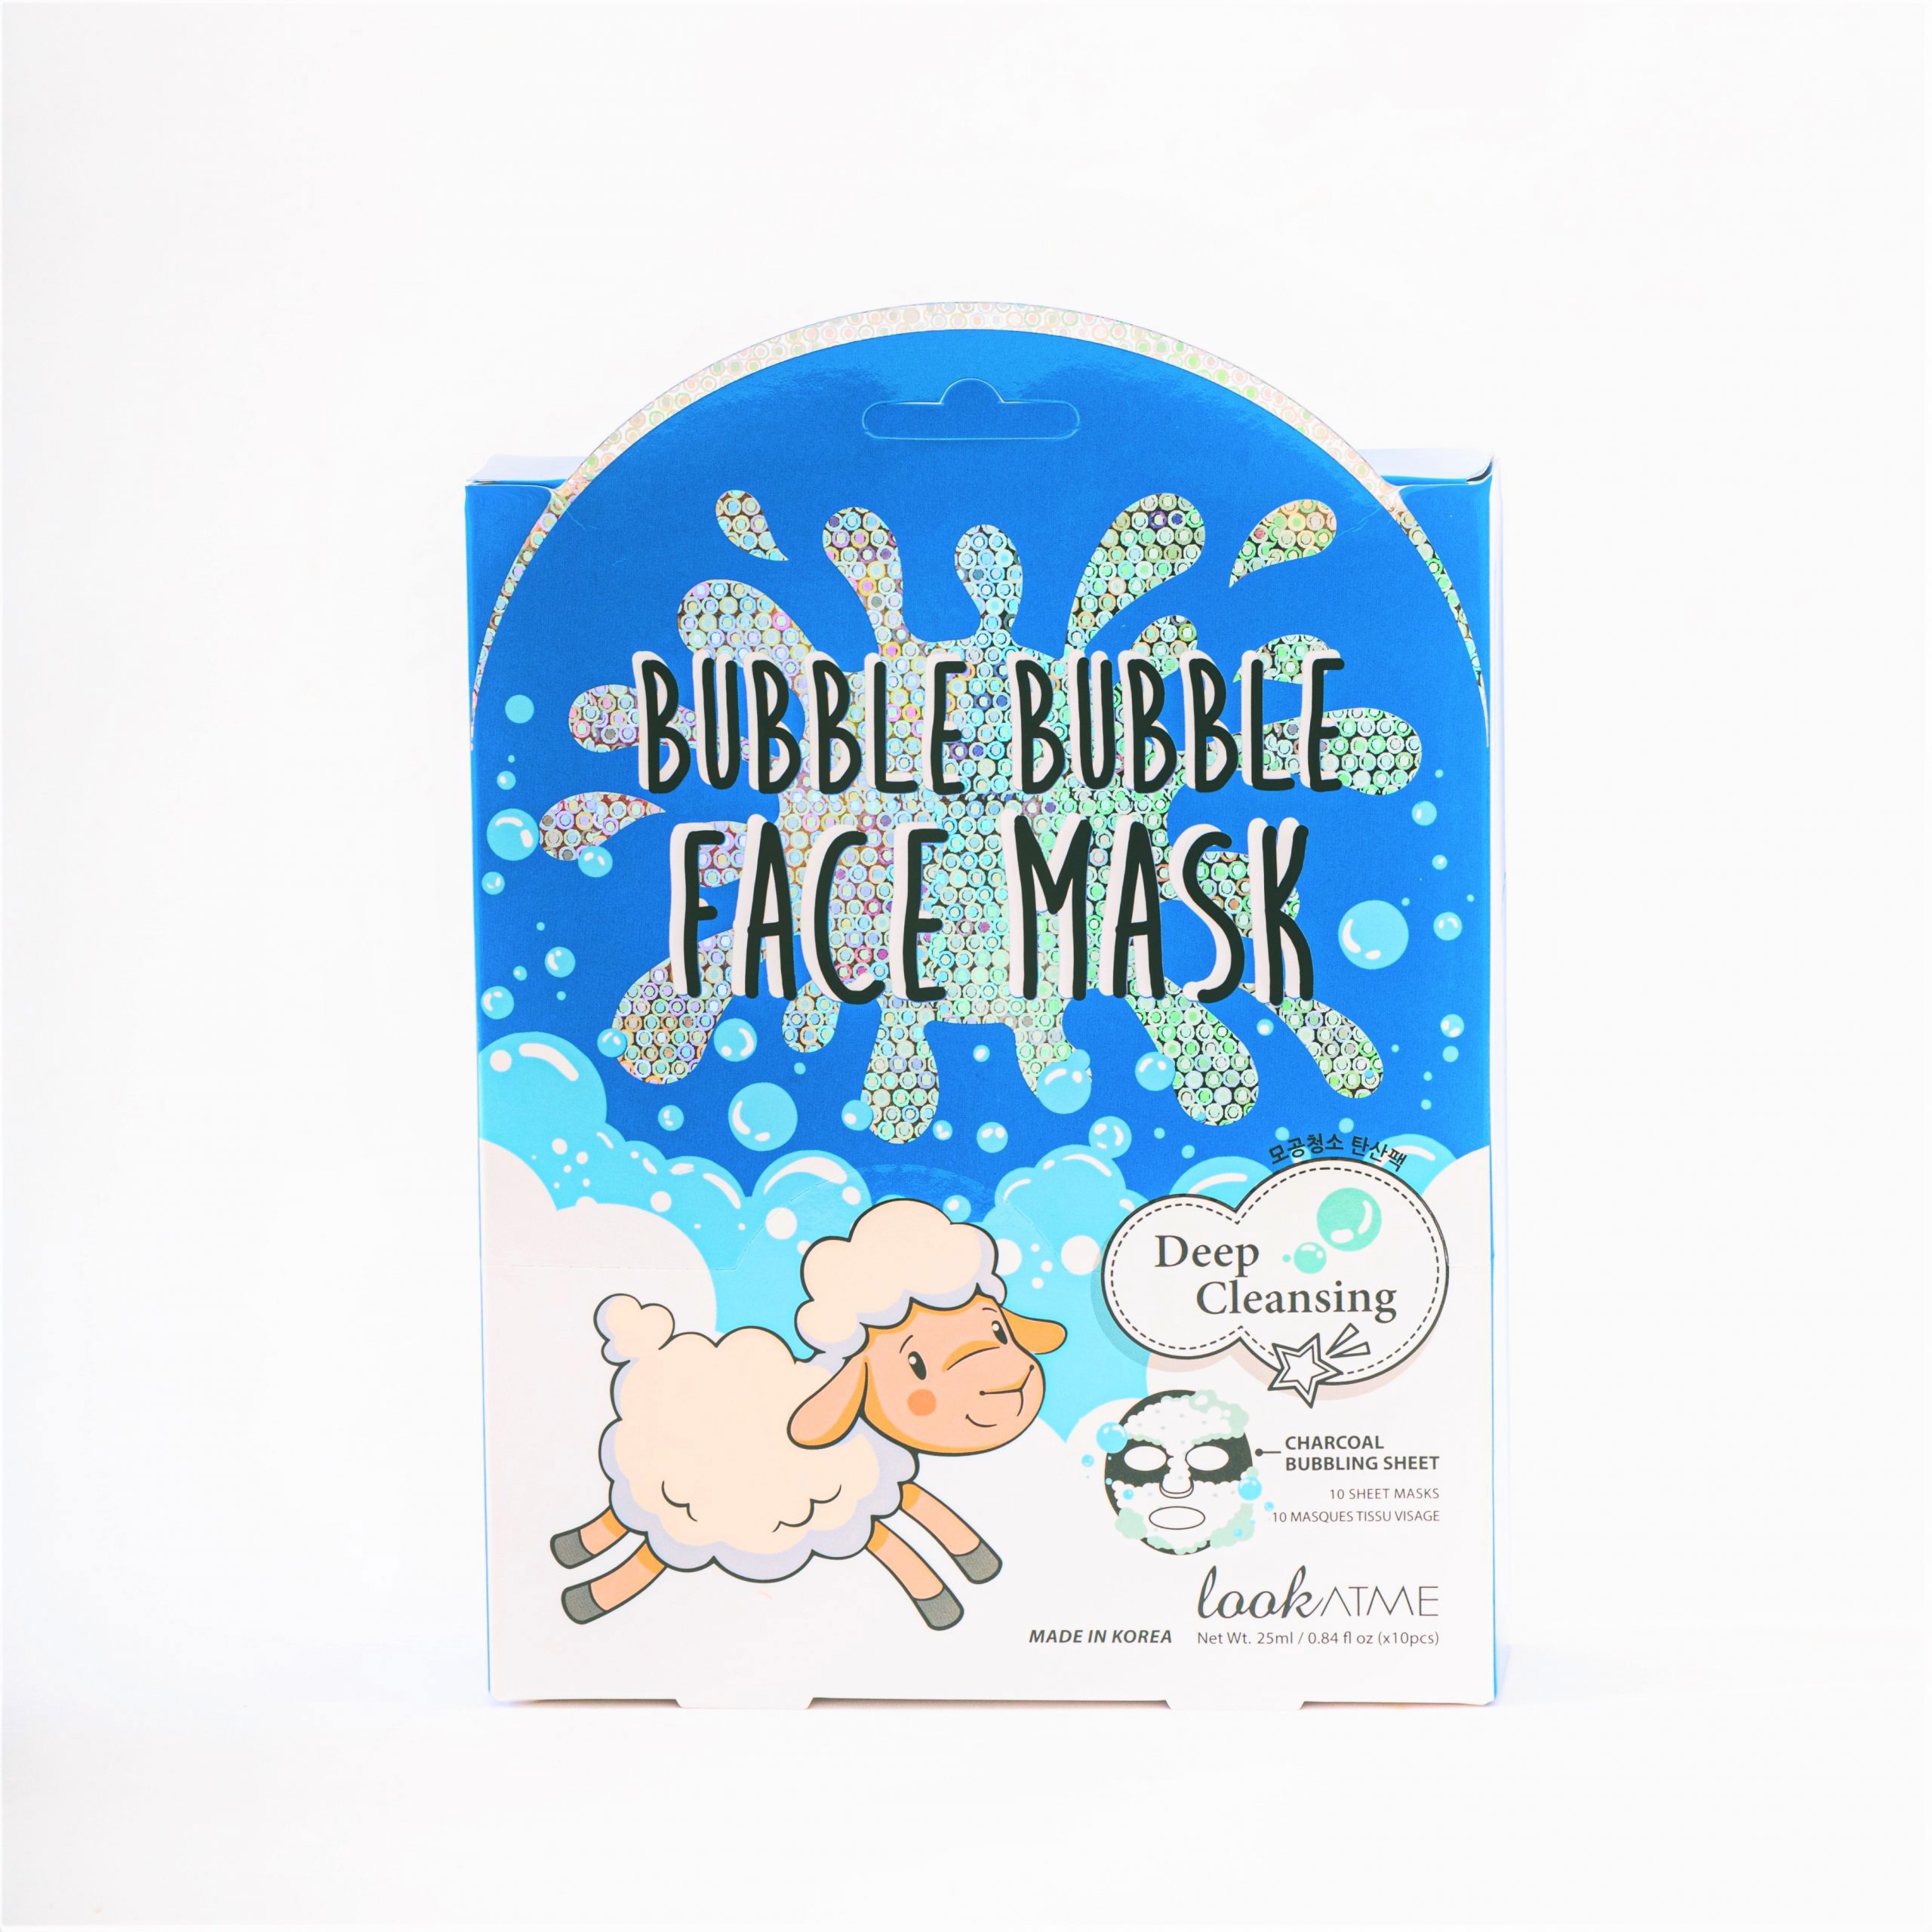 BUBBLE BUBBLE
FACE MASK
모공청소 탄산팩
Deep
Cleansing
CHARCOAL
BUBBLING SHEET
10 SHEET MASKS
10 MASQUES TISSU VISAGE
lookATME
MADE IN KOREA
Net Wt. 25ml / 0.84 fl oz (x10pcs)